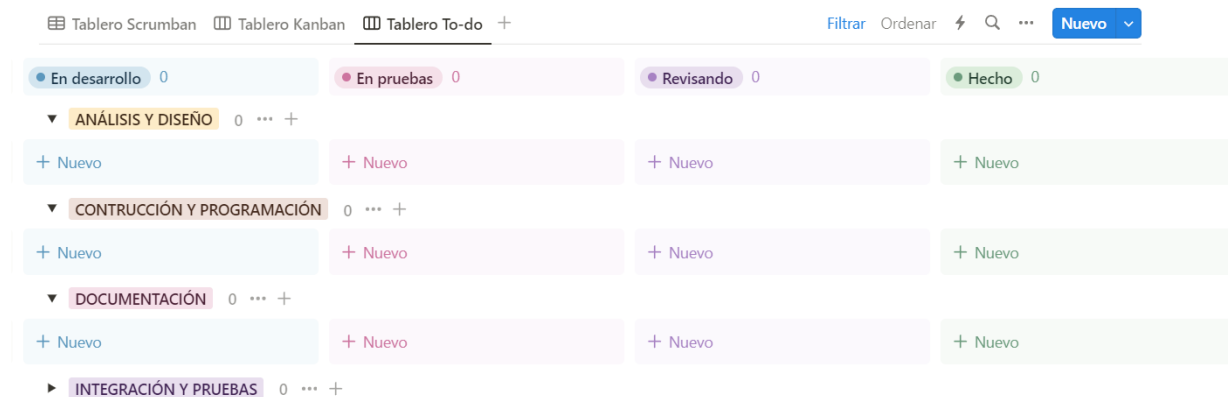 Tablero Scrumban Tablero Kanban Tablero To-do + Filtrar Ordenar ... Nuevo
En desarrollo 0 En pruebas 0 Revisando 0 Hecho 0
ANÁLISIS Y DISEÑO 0 ... +
+ Nuevo + Nuevo + Nuevo + Nuevo
CONTRUCCIÓN Y PROGRAMACIÓN 0 ... +
+ Nuevo + Nuevo + Nuevo + Nuevo
DOCUMENTACIÓN 0 ... +
+ Nuevo + Nuevo + Nuevo + Nuevo
INTEGRACIÓN Y PRUEBAS 0 ... +